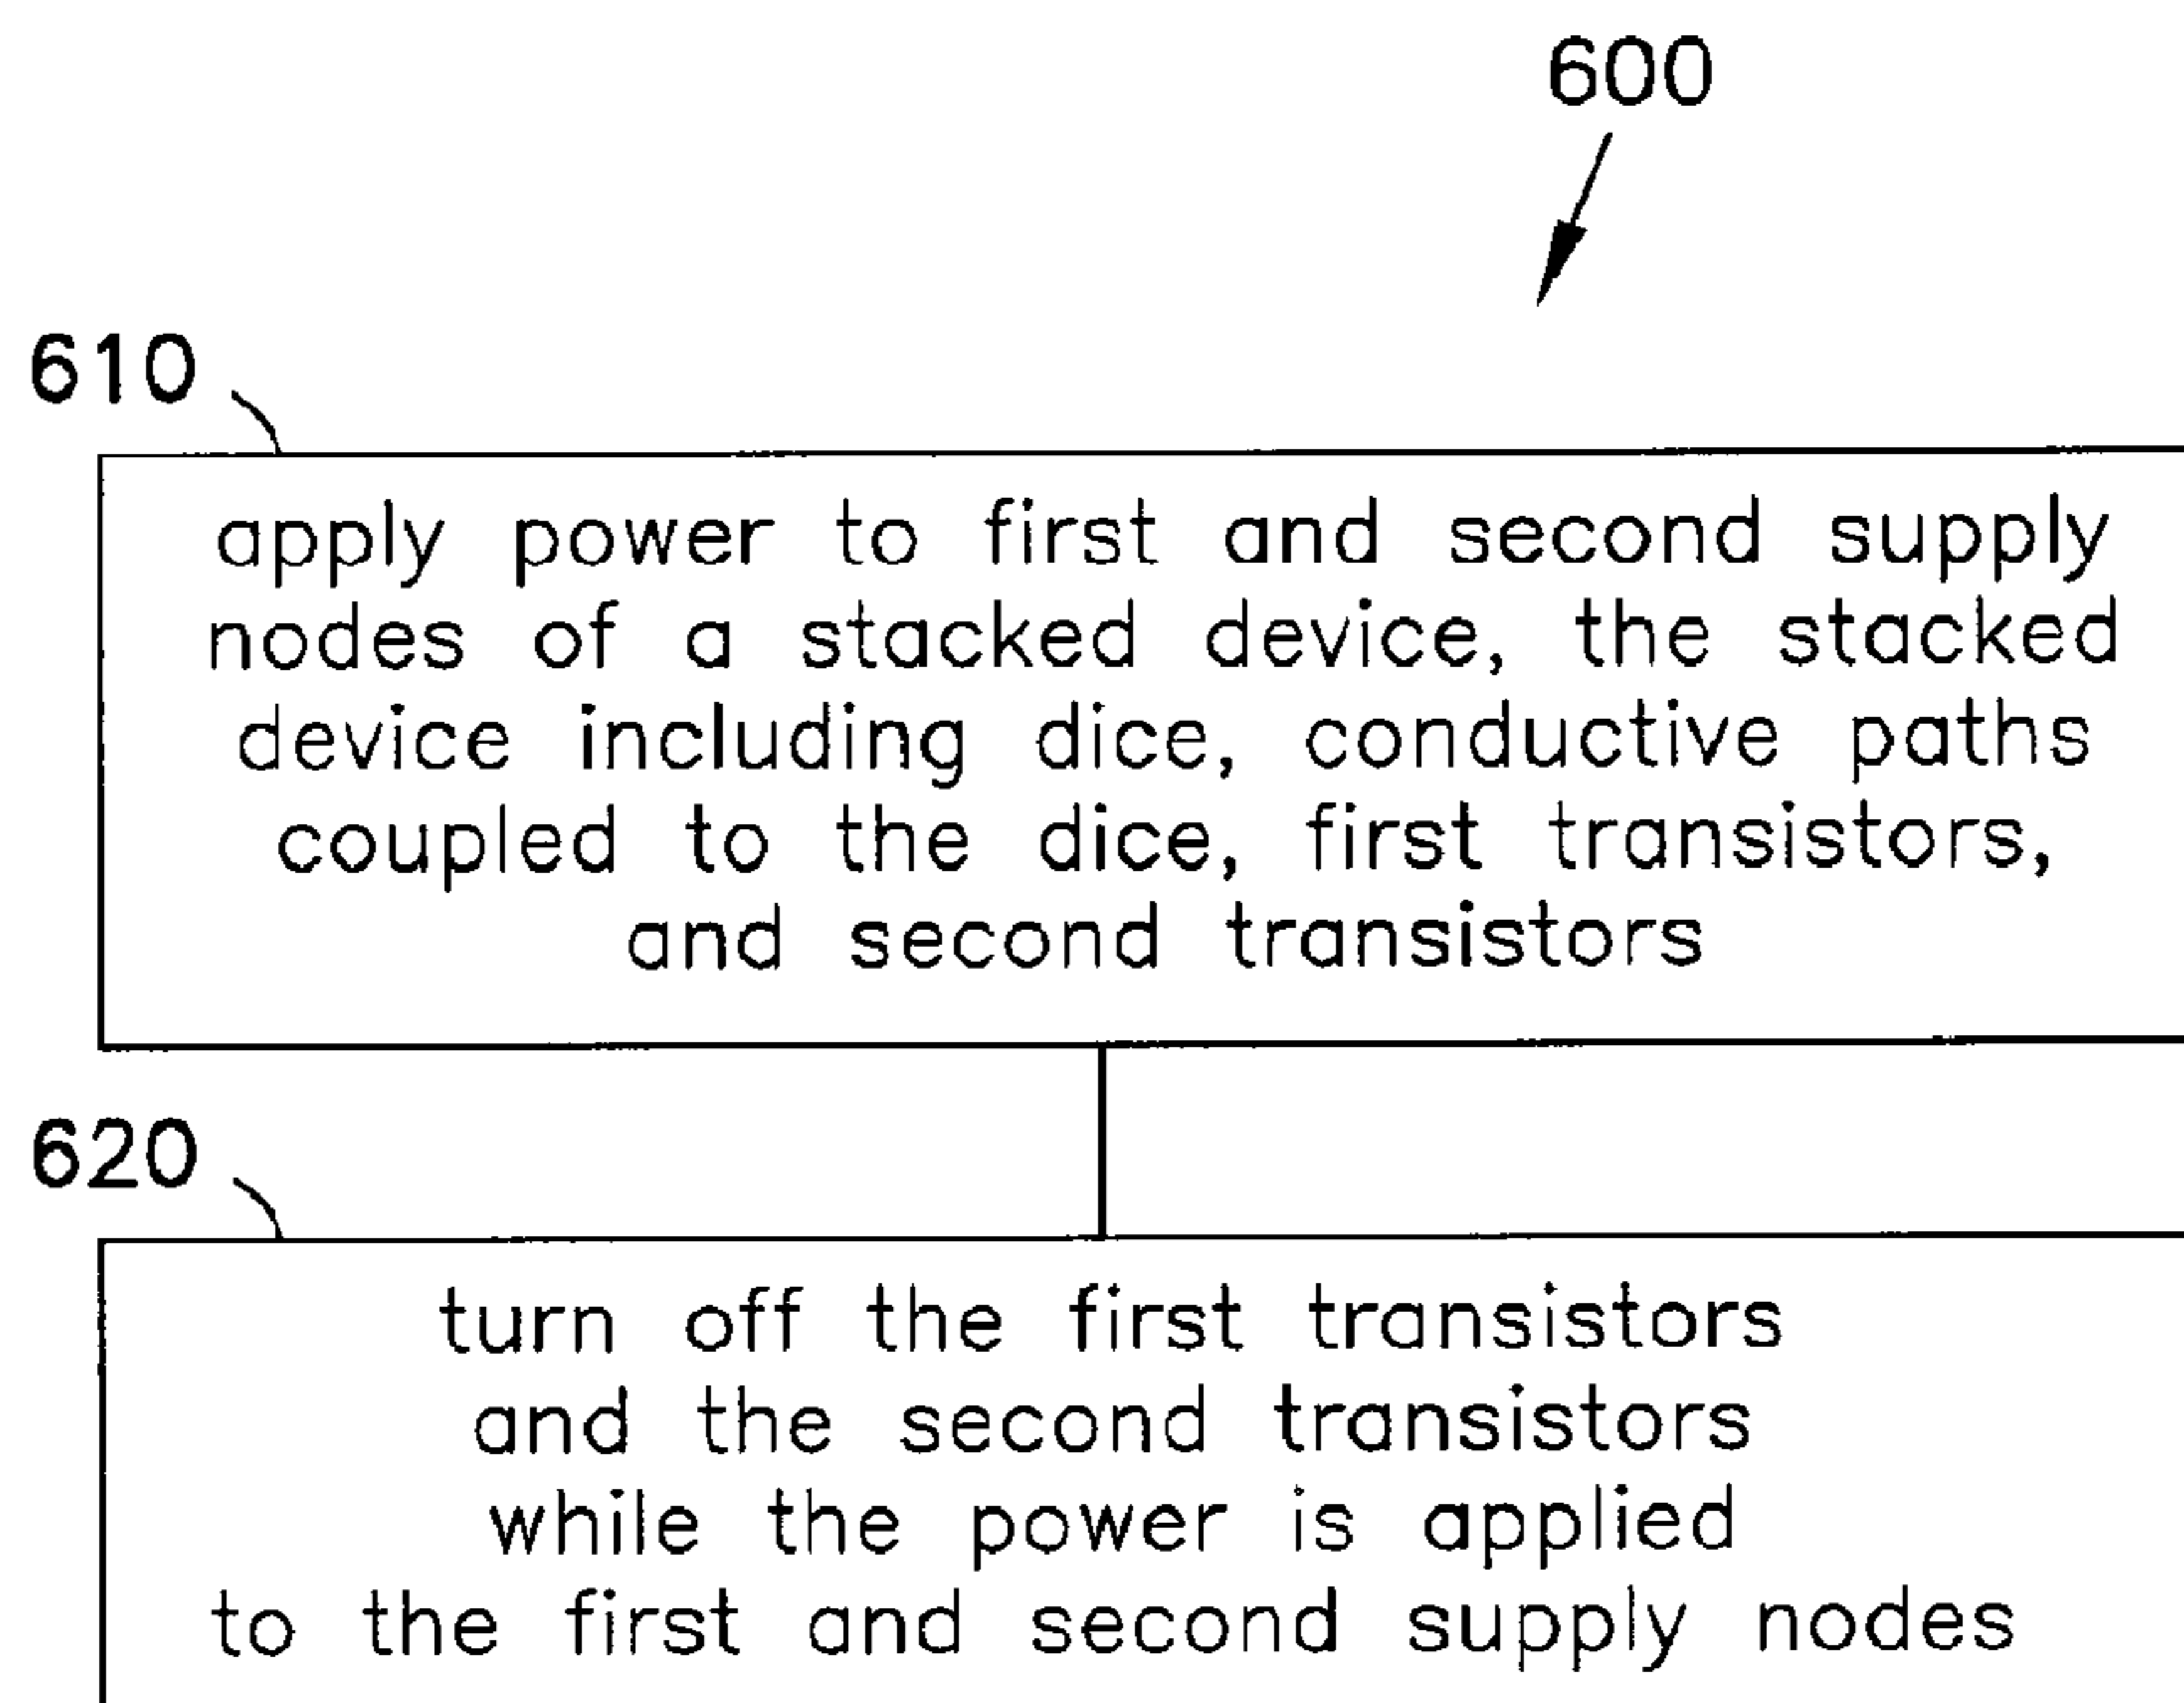 600
610
apply power to first and second supply
nodes of a stacked device, the stacked
device including dice, conductive paths
coupled to the dice, first transistors,
and second transistors
620
turn off the first transistors
and the second transistors
while the power is applied
to the first and second supply nodes